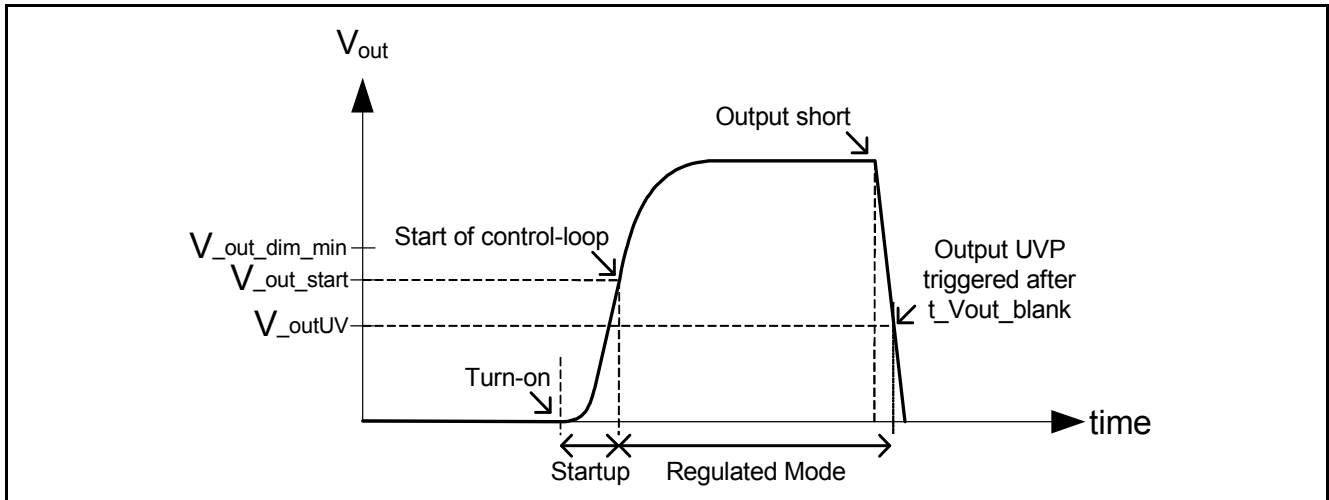 Vout
Output short
Start of control-loop
V_out_dim_min
V_out_start
V_outUV
Output UVP
triggered after
t_Vout_blank
Turn-on
time
Startup
Regulated Mode